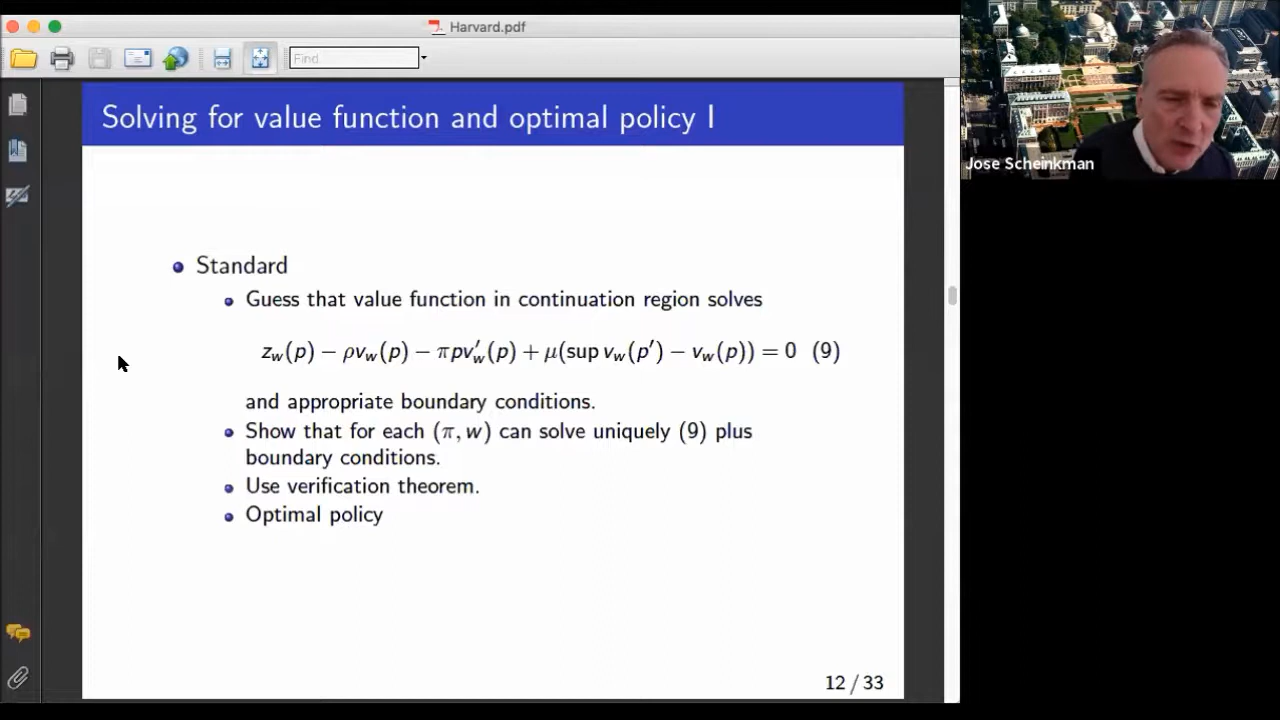 Harvard.pdf
Find
Solving for value function and optimal policy I
Standard
Guess that value function in continuation region solves
z_w(p) − ρv_w(p) − πpv′_w(p) + μ(sup v_w(p′) − v_w(p)) = 0 (9)
and appropriate boundary conditions.
Show that for each (π, w) can solve uniquely (9) plus
boundary conditions.
Use verification theorem.
Optimal policy
12 / 33
Jose Scheinkman